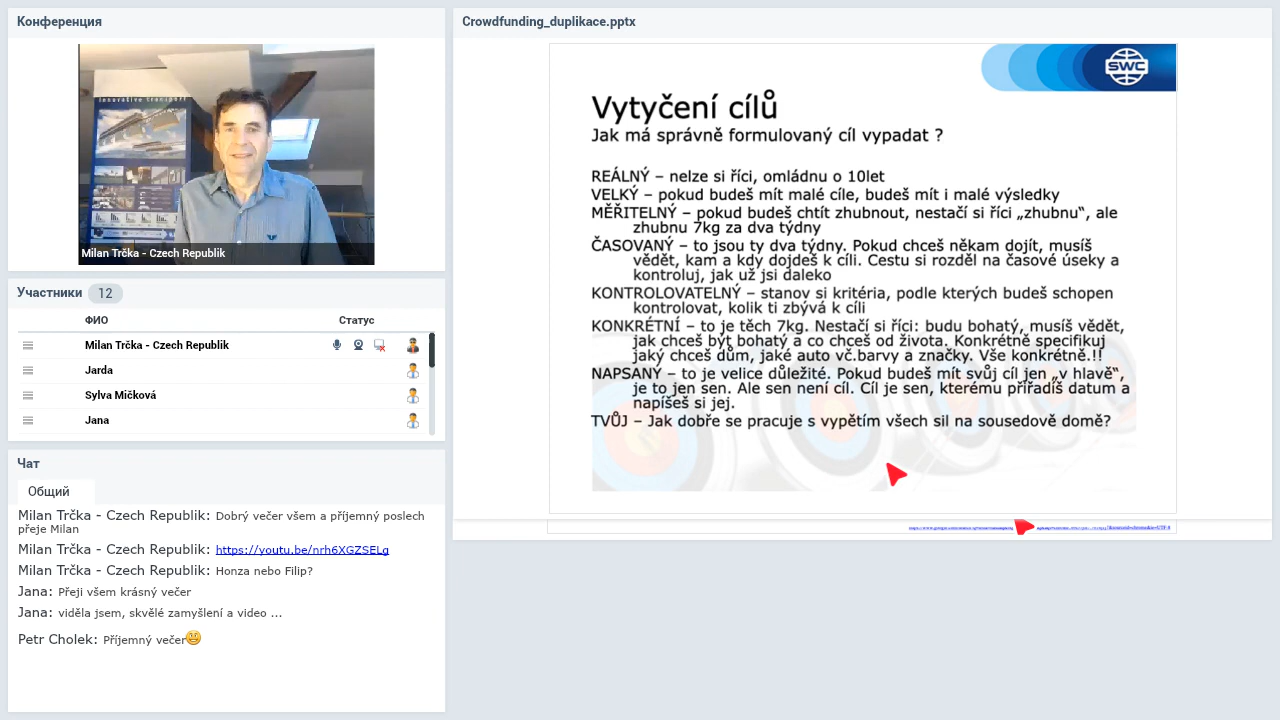 Конференция
innovative transport
Milan Trčka - Czech Republik
Участники 12
ФИО Статус
Milan Trčka - Czech Republik
Jarda
Sylva Mičková
Jana
Чат
Общий
Milan Trčka - Czech Republik: Dobrý večer všem a příjemný poslech
přeje Milan
Milan Trčka - Czech Republik: https://youtu.be/nrh6XGZSELg
Milan Trčka - Czech Republik: Honza nebo Filip?
Jana: Přeji všem krásný večer
Jana: viděla jsem, skvělé zamyšlení a video ...
Petr Cholek: Příjemný večer
Crowdfunding_duplikace.pptx
SWC
Vytyčení cílů
Jak má správně formulovaný cíl vypadat ?
REÁLNÝ – nelze si říci, omládnu o 10let
VELKÝ – pokud budeš mít malé cíle, budeš mít i malé výsledky
MĚŘITELNÝ – pokud budeš chtít zhubnout, nestačí si říci „zhubnu“, ale
zhubnu 7kg za dva týdny
ČASOVANÝ – to jsou ty dva týdny. Pokud chceš někam dojít, musíš
vědět, kam a kdy dojdeš k cíli. Cestu si rozděl na časové úseky a
kontroluj, jak už jsi daleko
KONTROLOVATELNÝ – stanov si kritéria, podle kterých budeš schopen
kontrolovat, kolik ti zbývá k cíli
KONKRÉTNÍ – to je těch 7kg. Nestačí si říci: budu bohatý, musíš vědět,
jak chceš být bohatý a co chceš od života. Konkrétně specifikuj
jaký chceš dům, jaké auto vč.barvy a značky. Vše konkrétně.!!
NAPSANÝ – to je velice důležité. Pokud budeš mít svůj cíl jen „v hlavě“,
je to jen sen. Ale sen není cíl. Cíl je sen, kterému přiřadíš datum a
napíšeš si jej.
TVŮJ – Jak dobře se pracuje s vypětím všech sil na sousedově domě?